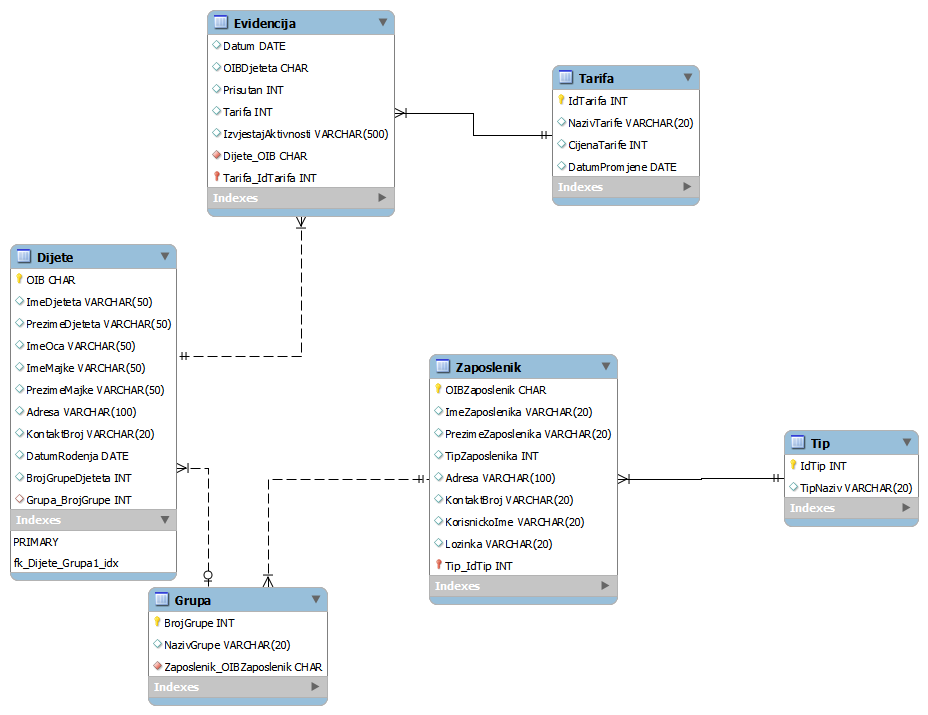 Evidencija
Datum DATE
OIBDjeteta CHAR
Prisutan INT
Tarifa INT
IzvjestajAktivnosti VARCHAR(500)
Dijete_OIB CHAR
Tarifa_IdTarifa INT
Indexes
Tarifa
IdTarifa INT
NazivTarife VARCHAR(20)
CijenaTarife INT
DatumPromjene DATE
Indexes
Dijete
OIB CHAR
ImeDjeteta VARCHAR(50)
PrezimeDjeteta VARCHAR(50)
ImeOca VARCHAR(50)
ImeMajke VARCHAR(50)
PrezimeMajke VARCHAR(50)
Adresa VARCHAR(100)
KontaktBroj VARCHAR(20)
DatumRodenja DATE
BrojGrupeDjeteta INT
Grupa_BrojGrupe INT
Indexes
PRIMARY
fk_Dijete_Grupa1_idx
Zaposlenik
OIBZaposlenik CHAR
ImeZaposlenika VARCHAR(20)
PrezimeZaposlenika VARCHAR(20)
TipZaposlenika INT
Adresa VARCHAR(100)
KontaktBroj VARCHAR(20)
KorisnickoIme VARCHAR(20)
Lozinka VARCHAR(20)
Tip_IdTip INT
Indexes
Tip
IdTip INT
TipNaziv VARCHAR(20)
Indexes
Grupa
BrojGrupe INT
NazivGrupe VARCHAR(20)
Zaposlenik_OIBZaposlenik CHAR
Indexes